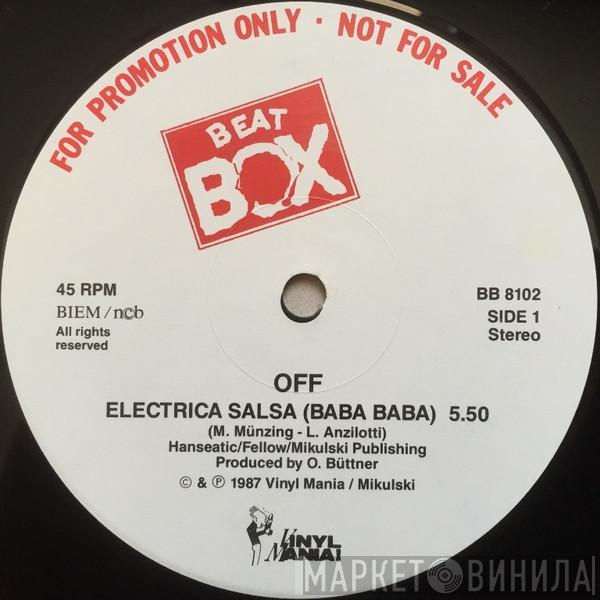 FOR PROMOTION ONLY · NOT FOR SALE
BEAT
BOX
45 RPM
BIEM/ncb
All rights
reserved
BB 8102
SIDE 1
Stereo
OFF
ELECTRICA SALSA (BABA BABA) 5.50
(M. Münzing - L. Anzilotti)
Hanseatic/Fellow/Mikulski Publishing
Produced by O. Büttner
© & ℗ 1987 Vinyl Mania / Mikulski
VINYL
MANIA!
МАРКЕТ ВИНИЛА